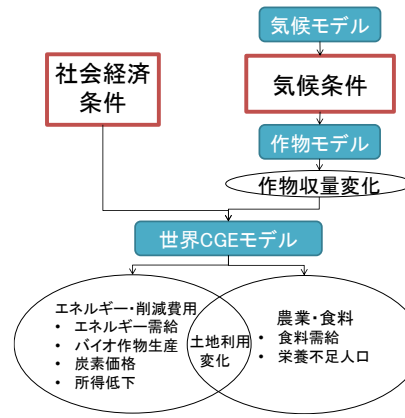 気候モデル
社会経済
条件
気候条件
作物モデル
作物収量変化
世界CGEモデル
エネルギー・削減費用
• エネルギー需給
• バイオ作物生産
• 炭素価格
• 所得低下
土地利用
変化
農業・食料
• 食料需給
• 栄養不足人口